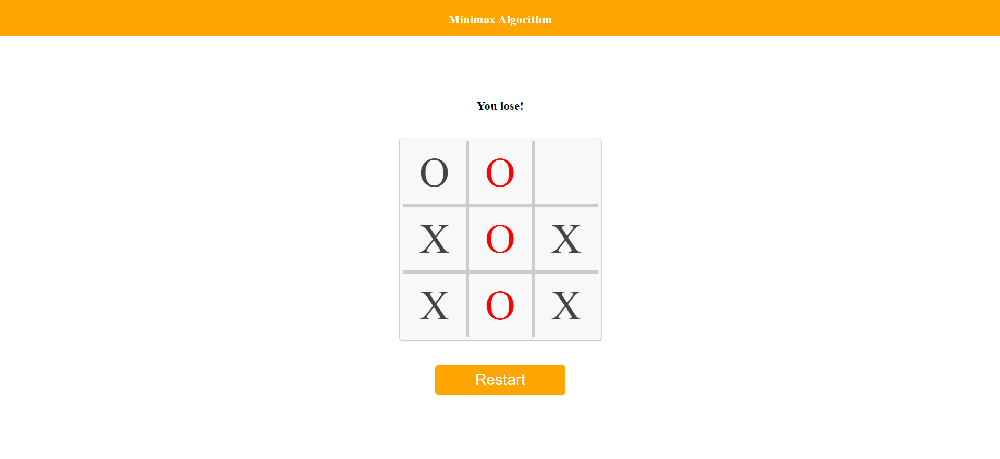 Minimax Algorithm
You lose!
O O
X O X
X O X
Restart